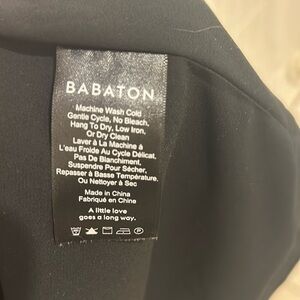 BABATON
Machine Wash Cold
Gentle Cycle, No Bleach,
Hang To Dry, Low Iron,
Or Dry Clean
Laver À La Machine À
L'eau Froide Au Cycle Délicat,
Pas De Blanchiment,
Suspendre Pour Sécher,
Repasser à Basse Température.
Ou Nettoyer à Sec
Made in China
Fabriqué en Chine
A little love
goes a long way.